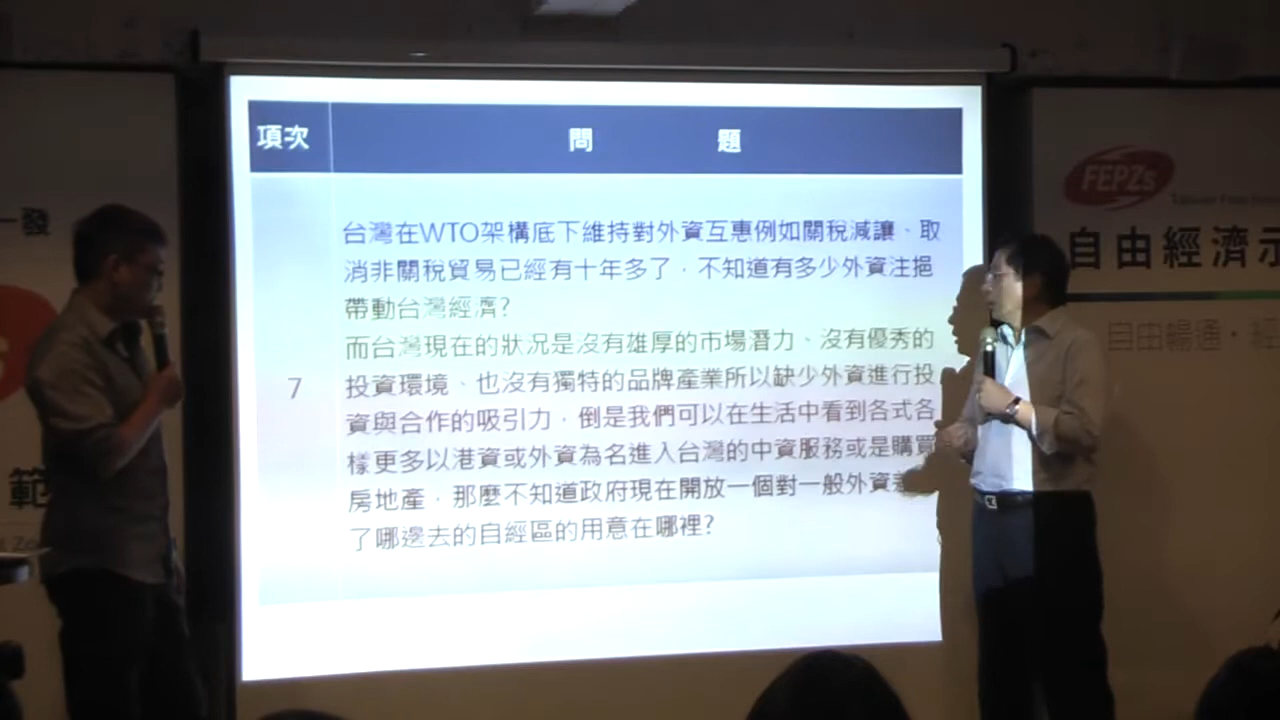 項次
問 題
台灣在WTO架構底下維持對外資互惠例如關稅減讓、取
消非關稅貿易已經有十年多了，不知道有多少外資注挹
帶動台灣經濟?
而台灣現在的狀況是沒有雄厚的市場潛力、沒有優秀的
7
投資環境、也沒有獨特的品牌產業所以缺少外資進行投
資與合作的吸引力，倒是我們可以在生活中看到各式各
樣更多以港資或外資為名進入台灣的中資服務或是購買
房地產，那麼不知道政府現在開放一個對一般外資
了哪邊去的自經區的用意在哪裡?
一發
範
FEPZs
自由經濟示
自由暢通・經